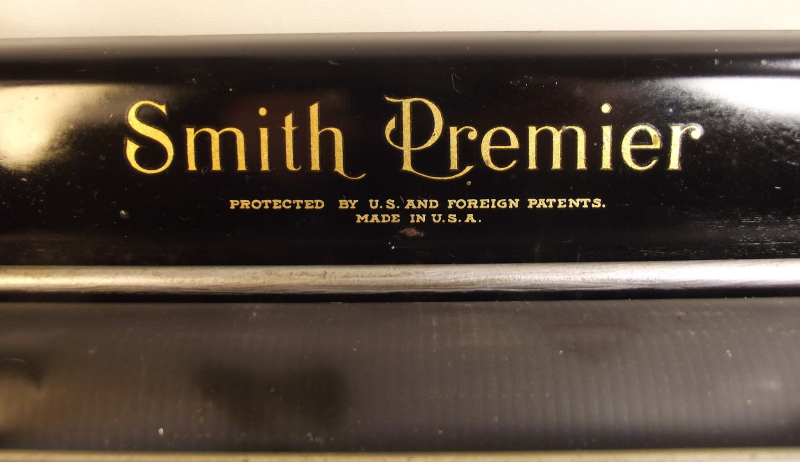 Smith Premier
PROTECTED BY U.S. AND FOREIGN PATENTS.
MADE IN U.S.A.